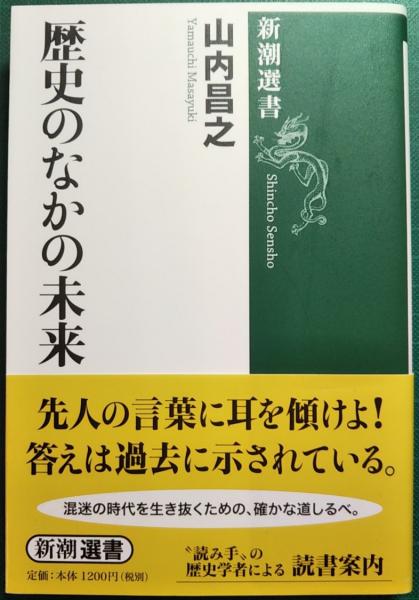 新潮選書
Shincho Sensho
山内昌之
Yamauchi Masayuki
歴史のなかの未来
先人の言葉に耳を傾けよ!
答えは過去に示されている。
混迷の時代を生き抜くための、確かな道しるべ。
新潮選書
定価:本体1200円(税別)
〝読み手〟の
歴史学者による 読書案内